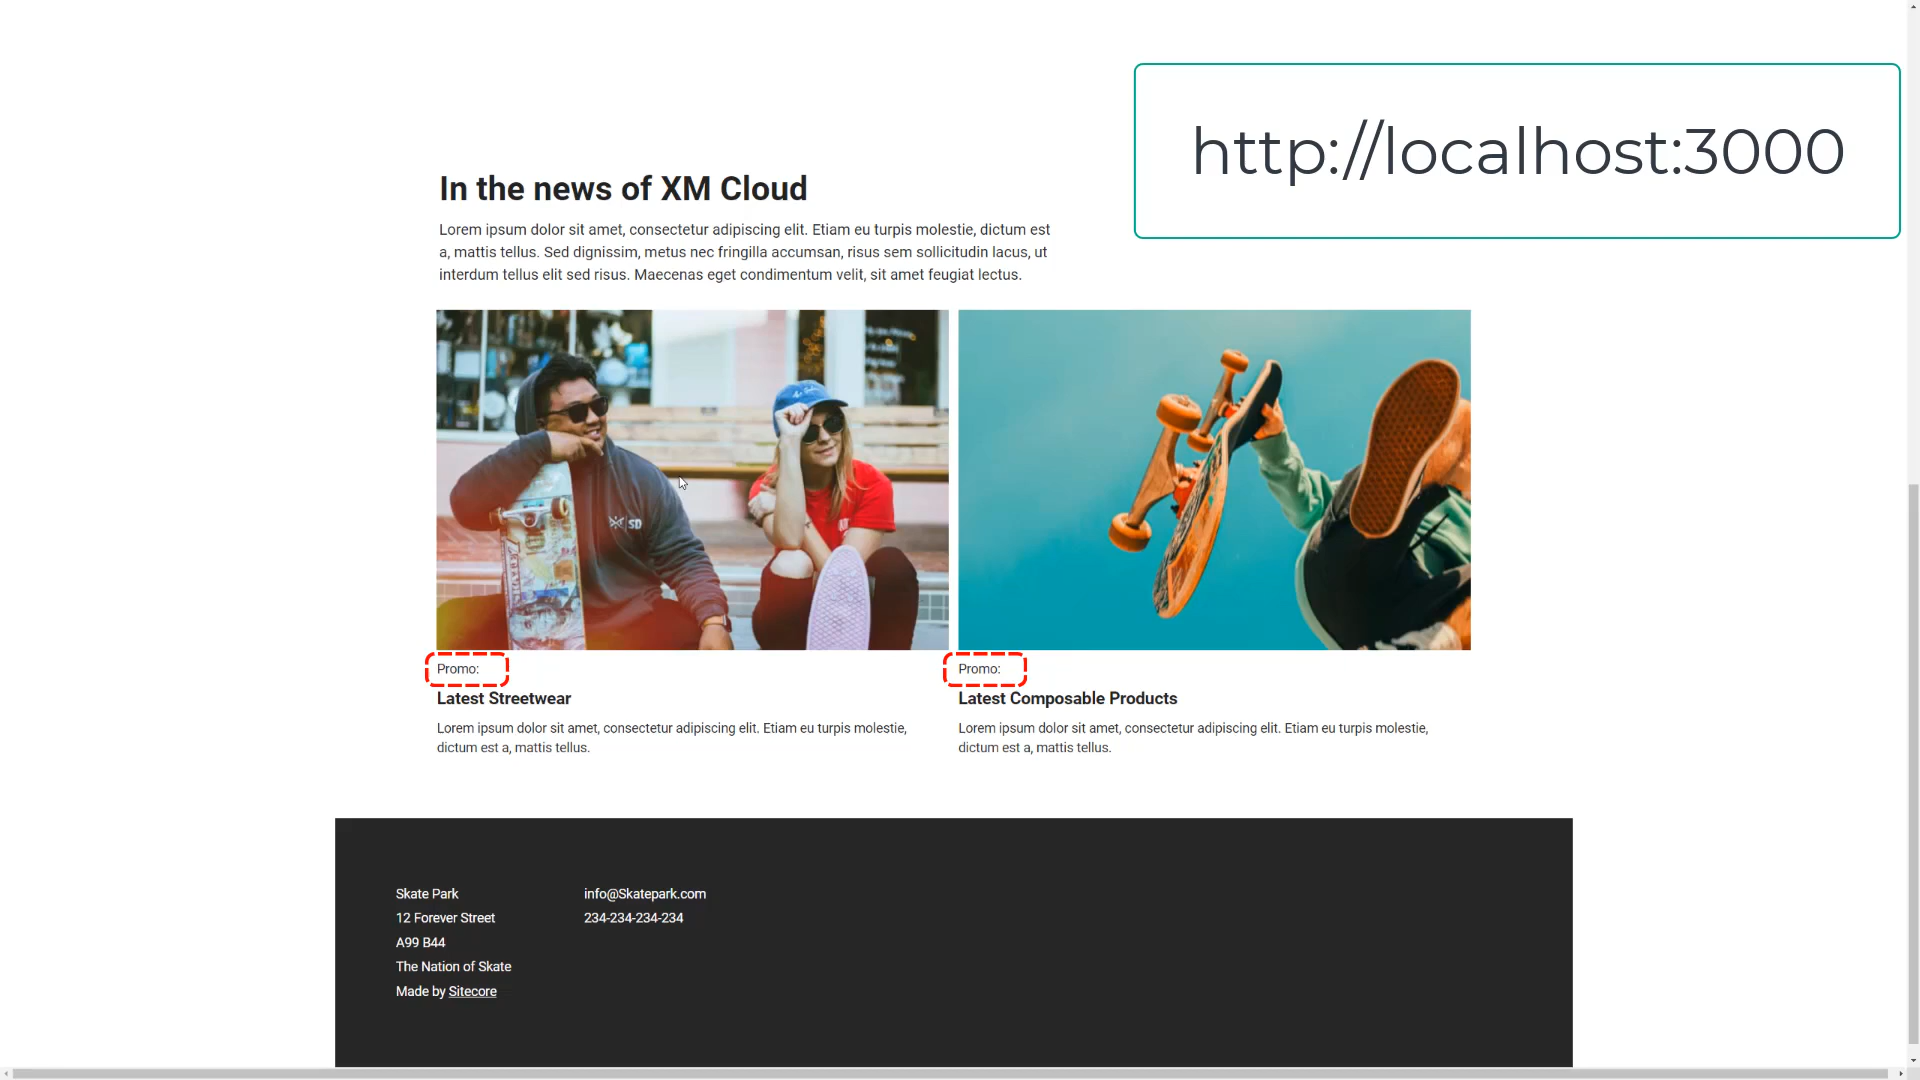 http://localhost:3000
In the news of XM Cloud
Lorem ipsum dolor sit amet, consectetur adipiscing elit. Etiam eu turpis molestie, dictum est
a, mattis tellus. Sed dignissim, metus nec fringilla accumsan, risus sem sollicitudin lacus, ut
interdum tellus elit sed risus. Maecenas eget condimentum velit, sit amet feugiat lectus.
SD
Promo:
Latest Streetwear
Lorem ipsum dolor sit amet, consectetur adipiscing elit. Etiam eu turpis molestie,
dictum est a, mattis tellus.
Promo:
Latest Composable Products
Lorem ipsum dolor sit amet, consectetur adipiscing elit. Etiam eu turpis molestie,
dictum est a, mattis tellus.
Skate Park
12 Forever Street
A99 B44
The Nation of Skate
Made by Sitecore
info@Skatepark.com
234-234-234-234